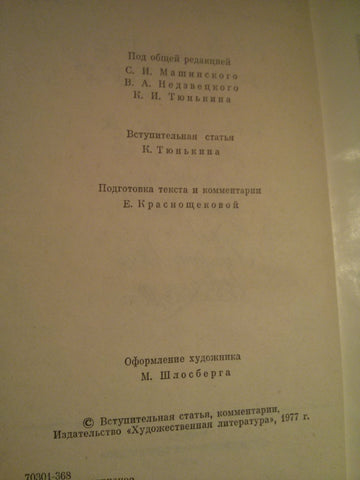 Под общей редакцией
С. И. Машинского
В. А. Недзвецкого
К. И. Тюнькина
Вступительная статья
К. Тюнькина
Подготовка текста и комментарии
Е. Краснощековой
Оформление художника
М. Шлосберга
© Вступительная статья, комментарии.
Издательство «Художественная литература», 1977 г.
70301-368